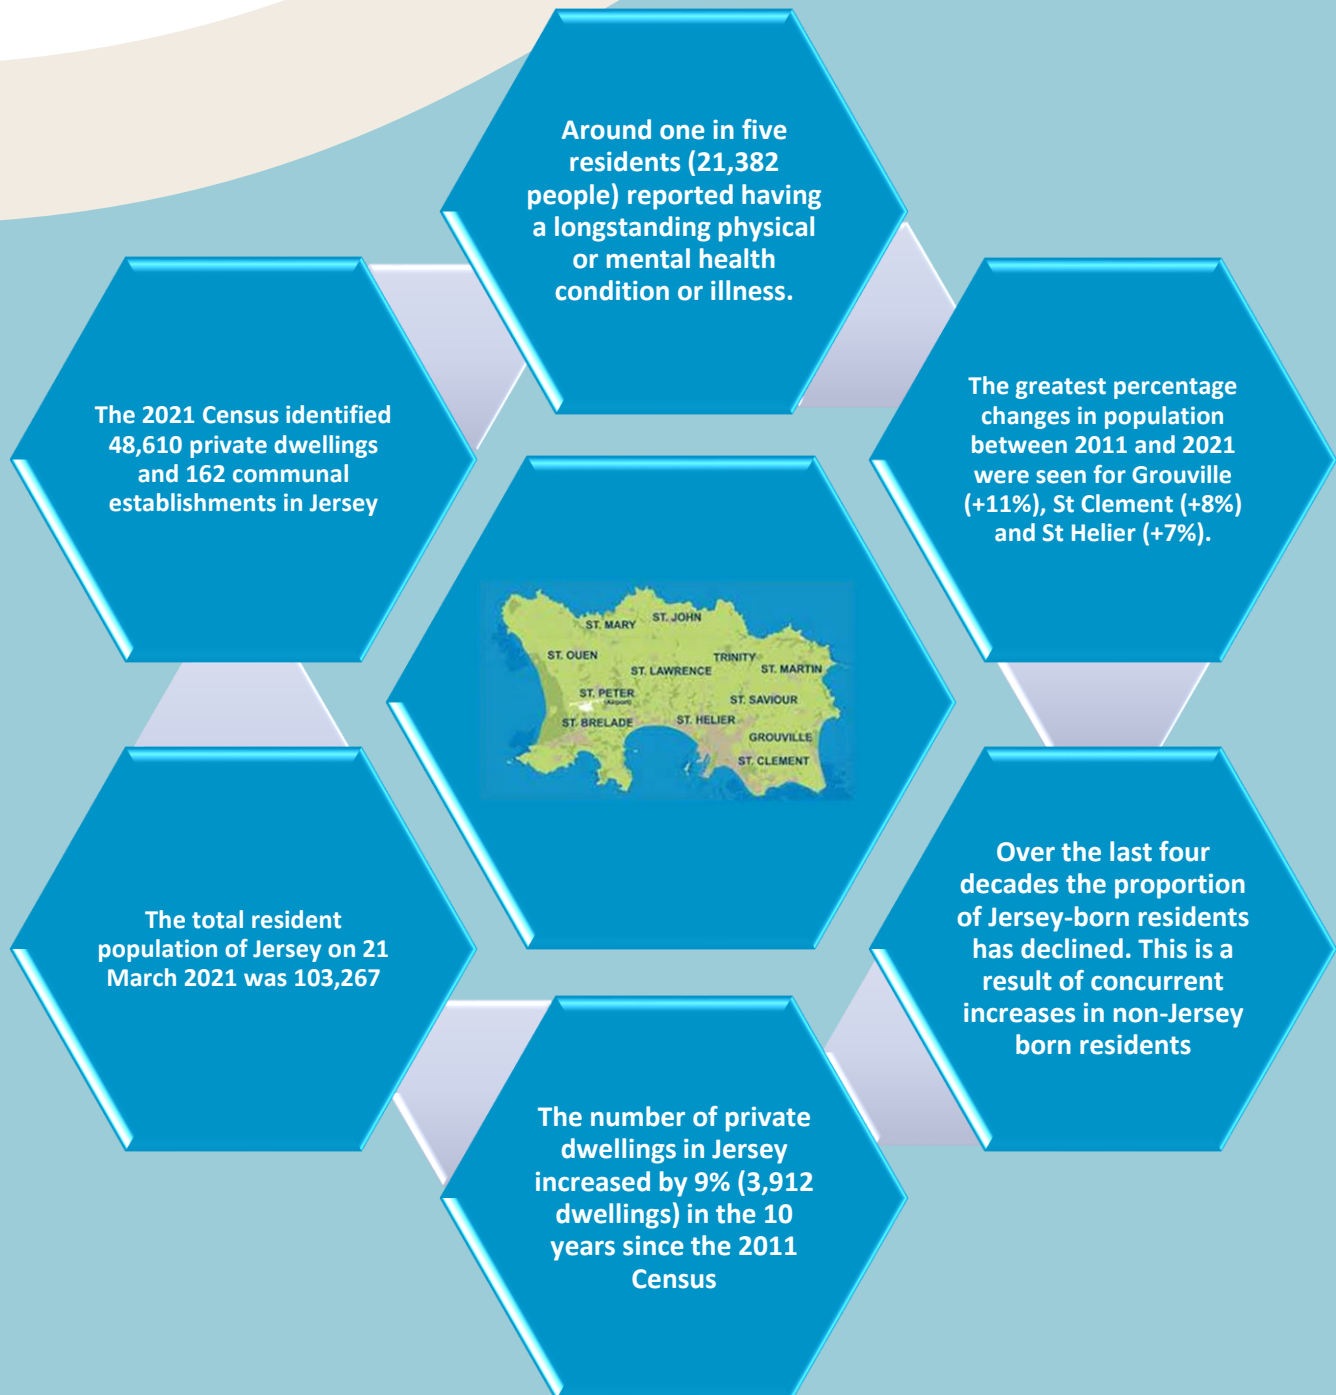 Around one in five
residents (21,382
people) reported having
a longstanding physical
or mental health
condition or illness.
The 2021 Census identified
48,610 private dwellings
and 162 communal
establishments in Jersey
The greatest percentage
changes in population
between 2011 and 2021
were seen for Grouville
(+11%), St Clement (+8%)
and St Helier (+7%).
ST. MARY
ST. JOHN
ST. OUEN
TRINITY
ST. LAWRENCE
ST. MARTIN
ST. PETER
(Airport)
ST. SAVIOUR
ST. BRELADE
ST. HELIER
GROUVILLE
ST. CLEMENT
The total resident
population of Jersey on 21
March 2021 was 103,267
Over the last four
decades the proportion
of Jersey-born residents
has declined. This is a
result of concurrent
increases in non-Jersey
born residents
The number of private
dwellings in Jersey
increased by 9% (3,912
dwellings) in the 10
years since the 2011
Census